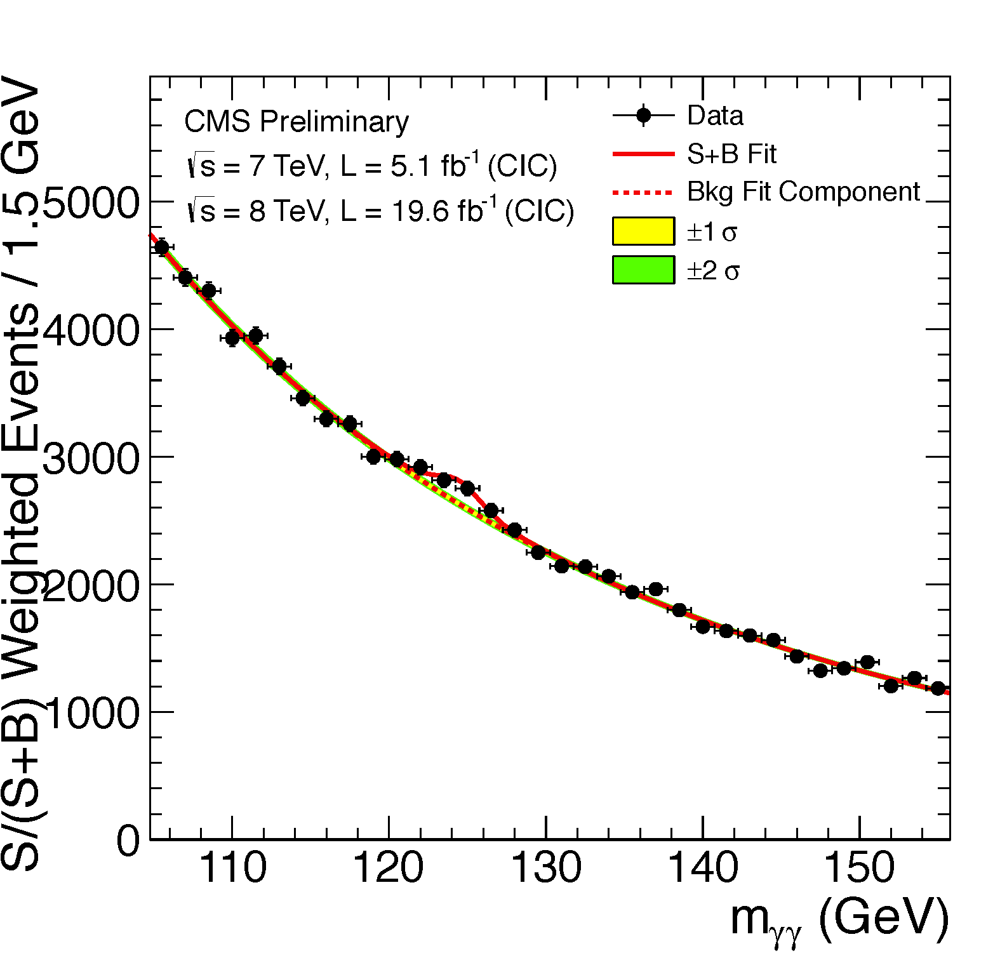 CMS Preliminary
√s = 7 TeV, L = 5.1 fb⁻¹ (CIC)
√s = 8 TeV, L = 19.6 fb⁻¹ (CIC)
Data
S+B Fit
Bkg Fit Component
±1 σ
±2 σ
S/(S+B) Weighted Events / 1.5 GeV
5000
4000
3000
2000
1000
0
110 120 130 140 150
mγγ (GeV)